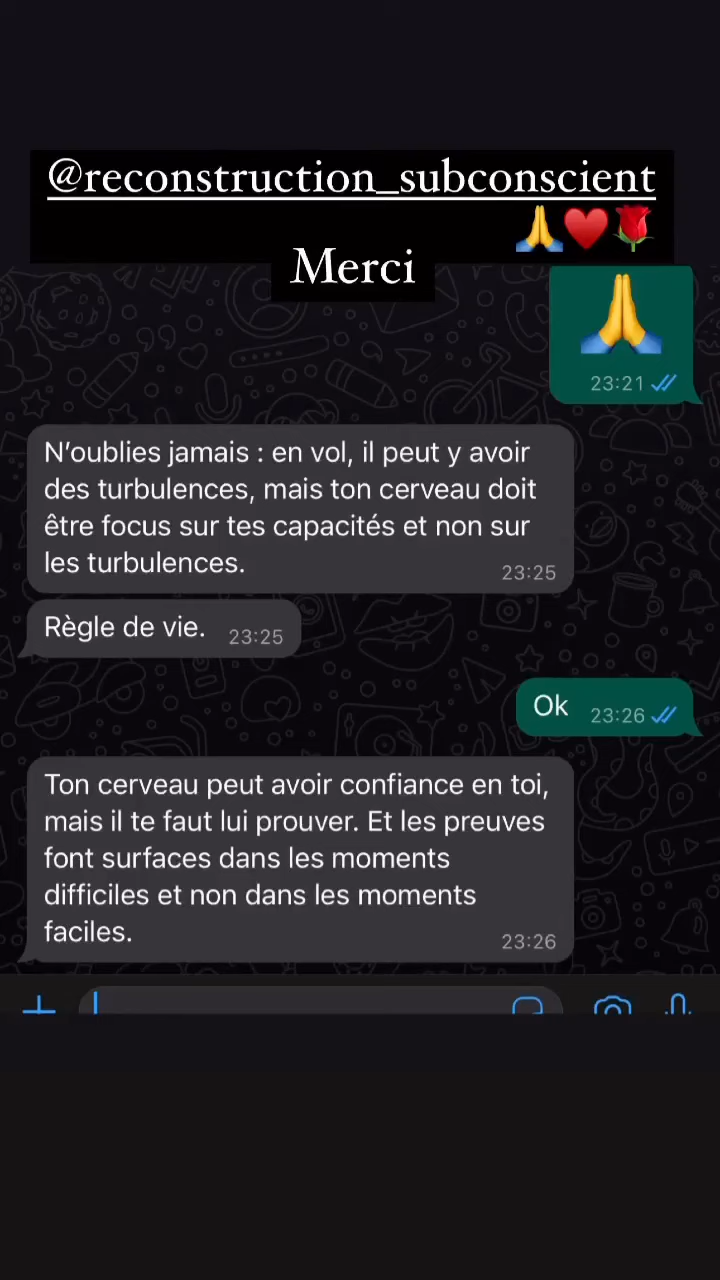 @reconstruction_subconscient
🙏❤️🌹
Merci
🙏
23:21
N’oublies jamais : en vol, il peut y avoir
des turbulences, mais ton cerveau doit
être focus sur tes capacités et non sur
les turbulences.
23:25
Règle de vie. 23:25
Ok 23:26
Ton cerveau peut avoir confiance en toi,
mais il te faut lui prouver. Et les preuves
font surfaces dans les moments
difficiles et non dans les moments
faciles.
23:26